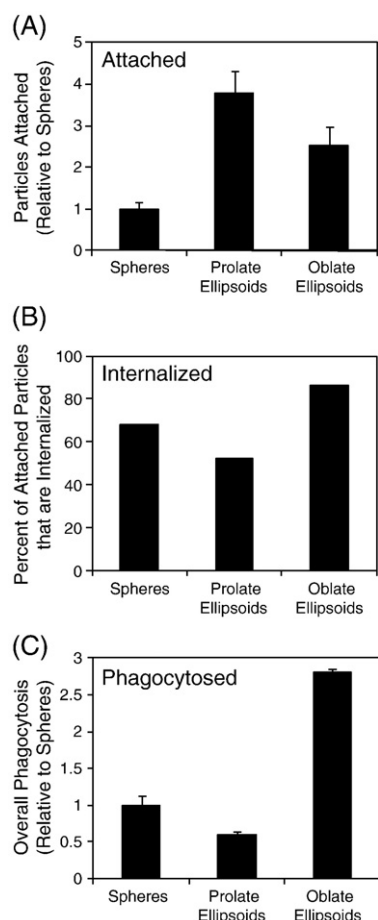 (A)
Particles Attached
(Relative to Spheres)
5
4
3
2
1
0
Attached
Spheres
Prolate
Ellipsoids
Oblate
Ellipsoids
(B)
Percent of Attached Particles
that are Internalized
100
80
60
40
20
0
Internalized
Spheres
Prolate
Ellipsoids
Oblate
Ellipsoids
(C)
Overall Phagocytosis
(Relative to Spheres)
3
2.5
2
1.5
1
0.5
0
Phagocytosed
Spheres
Prolate
Ellipsoids
Oblate
Ellipsoids